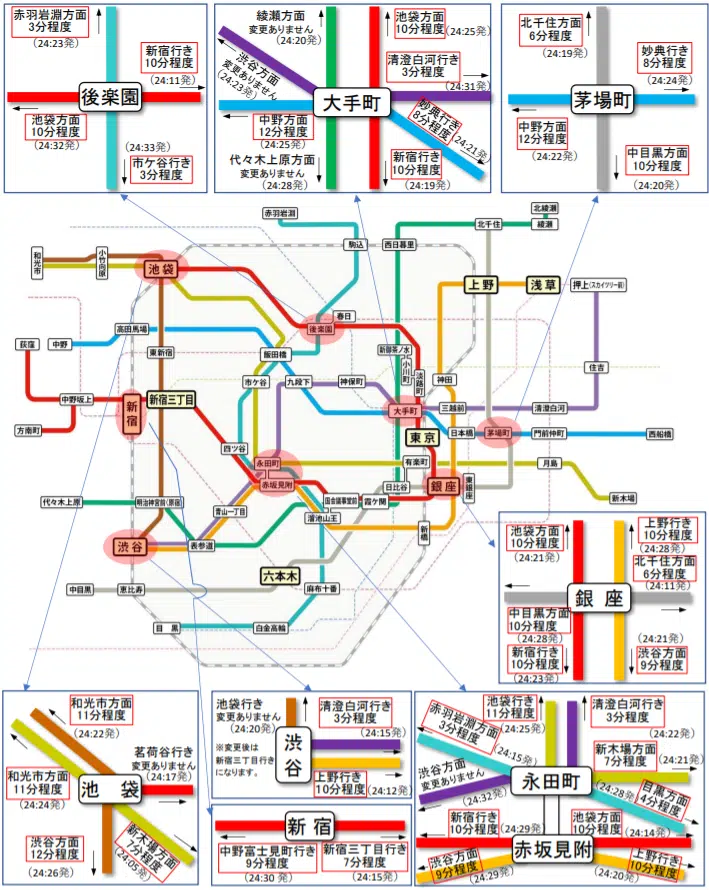 赤羽岩淵方面
3分程度
(24:23発)
新宿行き
10分程度
(24:11発)
後楽園
池袋方面
10分程度
(24:32発)
(24:33発)
市ケ谷行き
3分程度
綾瀬方面
変更ありません
(24:20発)
池袋方面
10分程度
(24:25発)
渋谷方面
変更ありません
(24:23発)
清澄白河行き
3分程度
(24:31発)
大手町
中野方面
12分程度
(24:25発)
妙典行き
8分程度
(24:21発)
代々木上原方面
変更ありません
(24:28発)
新宿行き
10分程度
(24:19発)
北千住方面
6分程度
(24:19発)
妙典行き
8分程度
(24:24発)
茅場町
中野方面
12分程度
(24:22発)
中目黒方面
10分程度
(24:20発)
赤羽岩淵
北綾瀬
綾瀬
北千住
駒込
西日暮里
和光市
小竹向原
池袋
上野
浅草
押上(スカイツリー前)
春日
後楽園
高田馬場
荻窪
中野
東新宿
飯田橋
新御茶ノ水
小川町
淡路町
神田
住吉
市ケ谷
九段下
神保町
中野坂上
新宿
新宿三丁目
大手町
三越前
清澄白河
方南町
東京
日本橋
茅場町
門前仲町
西船橋
四ツ谷
永田町
有楽町
月島
赤坂見附
銀座
東銀座
新木場
代々木上原
明治神宮前(原宿)
青山一丁目
国会議事堂前
霞ケ関
日比谷
溜池山王
新橋
渋谷
表参道
六本木
中目黒
恵比寿
麻布十番
目黒
白金高輪
池袋方面
10分程度
(24:21発)
上野行き
10分程度
(24:28発)
北千住方面
6分程度
(24:11発)
銀座
中目黒方面
10分程度
(24:28発)
(24:21発)
新宿行き
10分程度
(24:23発)
渋谷方面
9分程度
和光市方面
11分程度
(24:22発)
茗荷谷行き
変更ありません
(24:17発)
和光市方面
11分程度
(24:24発)
池袋
渋谷方面
12分程度
(24:26発)
新木場方面
7分程度
(24:05発)
池袋行き
変更ありません
(24:20発)
※変更後は
新宿三丁目行き
になります。
清澄白河行き
3分程度
(24:15発)
渋谷
上野行き
10分程度
(24:12発)
新宿
中野富士見町行き
9分程度
(24:30発)
新宿三丁目行き
7分程度
(24:15発)
赤羽岩淵方面
3分程度
(24:15発)
池袋行き
11分程度
(24:25発)
清澄白河行き
3分程度
(24:22発)
新木場方面
7分程度
(24:21発)
渋谷方面
変更ありません
(24:32発)
永田町
(24:28発)
目黒方面
4分程度
新宿行き
10分程度
(24:29発)
池袋方面
10分程度
(24:14発)
赤坂見附
渋谷方面
9分程度
(24:29発)
上野行き
10分程度
(24:20発)